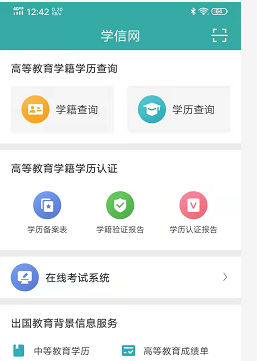 12:42
学信网
高等教育学籍学历查询
学籍查询 学历查询
高等教育学籍学历认证
学历备案表 学籍验证报告 学历认证报告
在线考试系统
出国教育背景信息服务
中等教育学历 高等教育成绩单